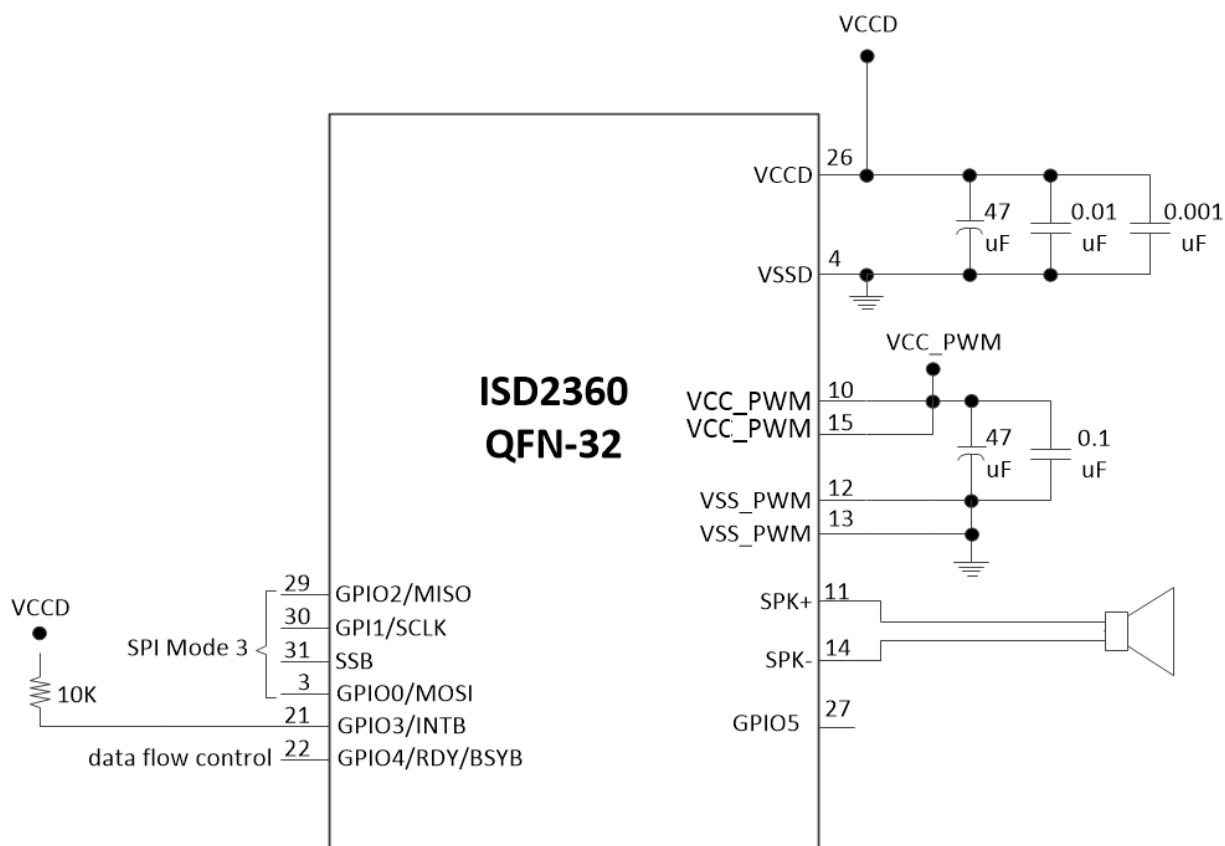 VCCD
26
VCCD
47
uF
0.01
uF
0.001
uF
4
VSSD
VCC_PWM
ISD2360
QFN-32
VCC_PWM
10
VCC_PWM
15
47
uF
0.1
uF
VSS_PWM
12
VSS_PWM
13
SPK+
11
SPK-
14
GPIO5
27
VCCD
10K
SPI Mode 3
29
GPIO2/MISO
30
GPI1/SCLK
31
SSB
3
GPIO0/MOSI
21
GPIO3/INTB
data flow control
22
GPIO4/RDY/BSYB